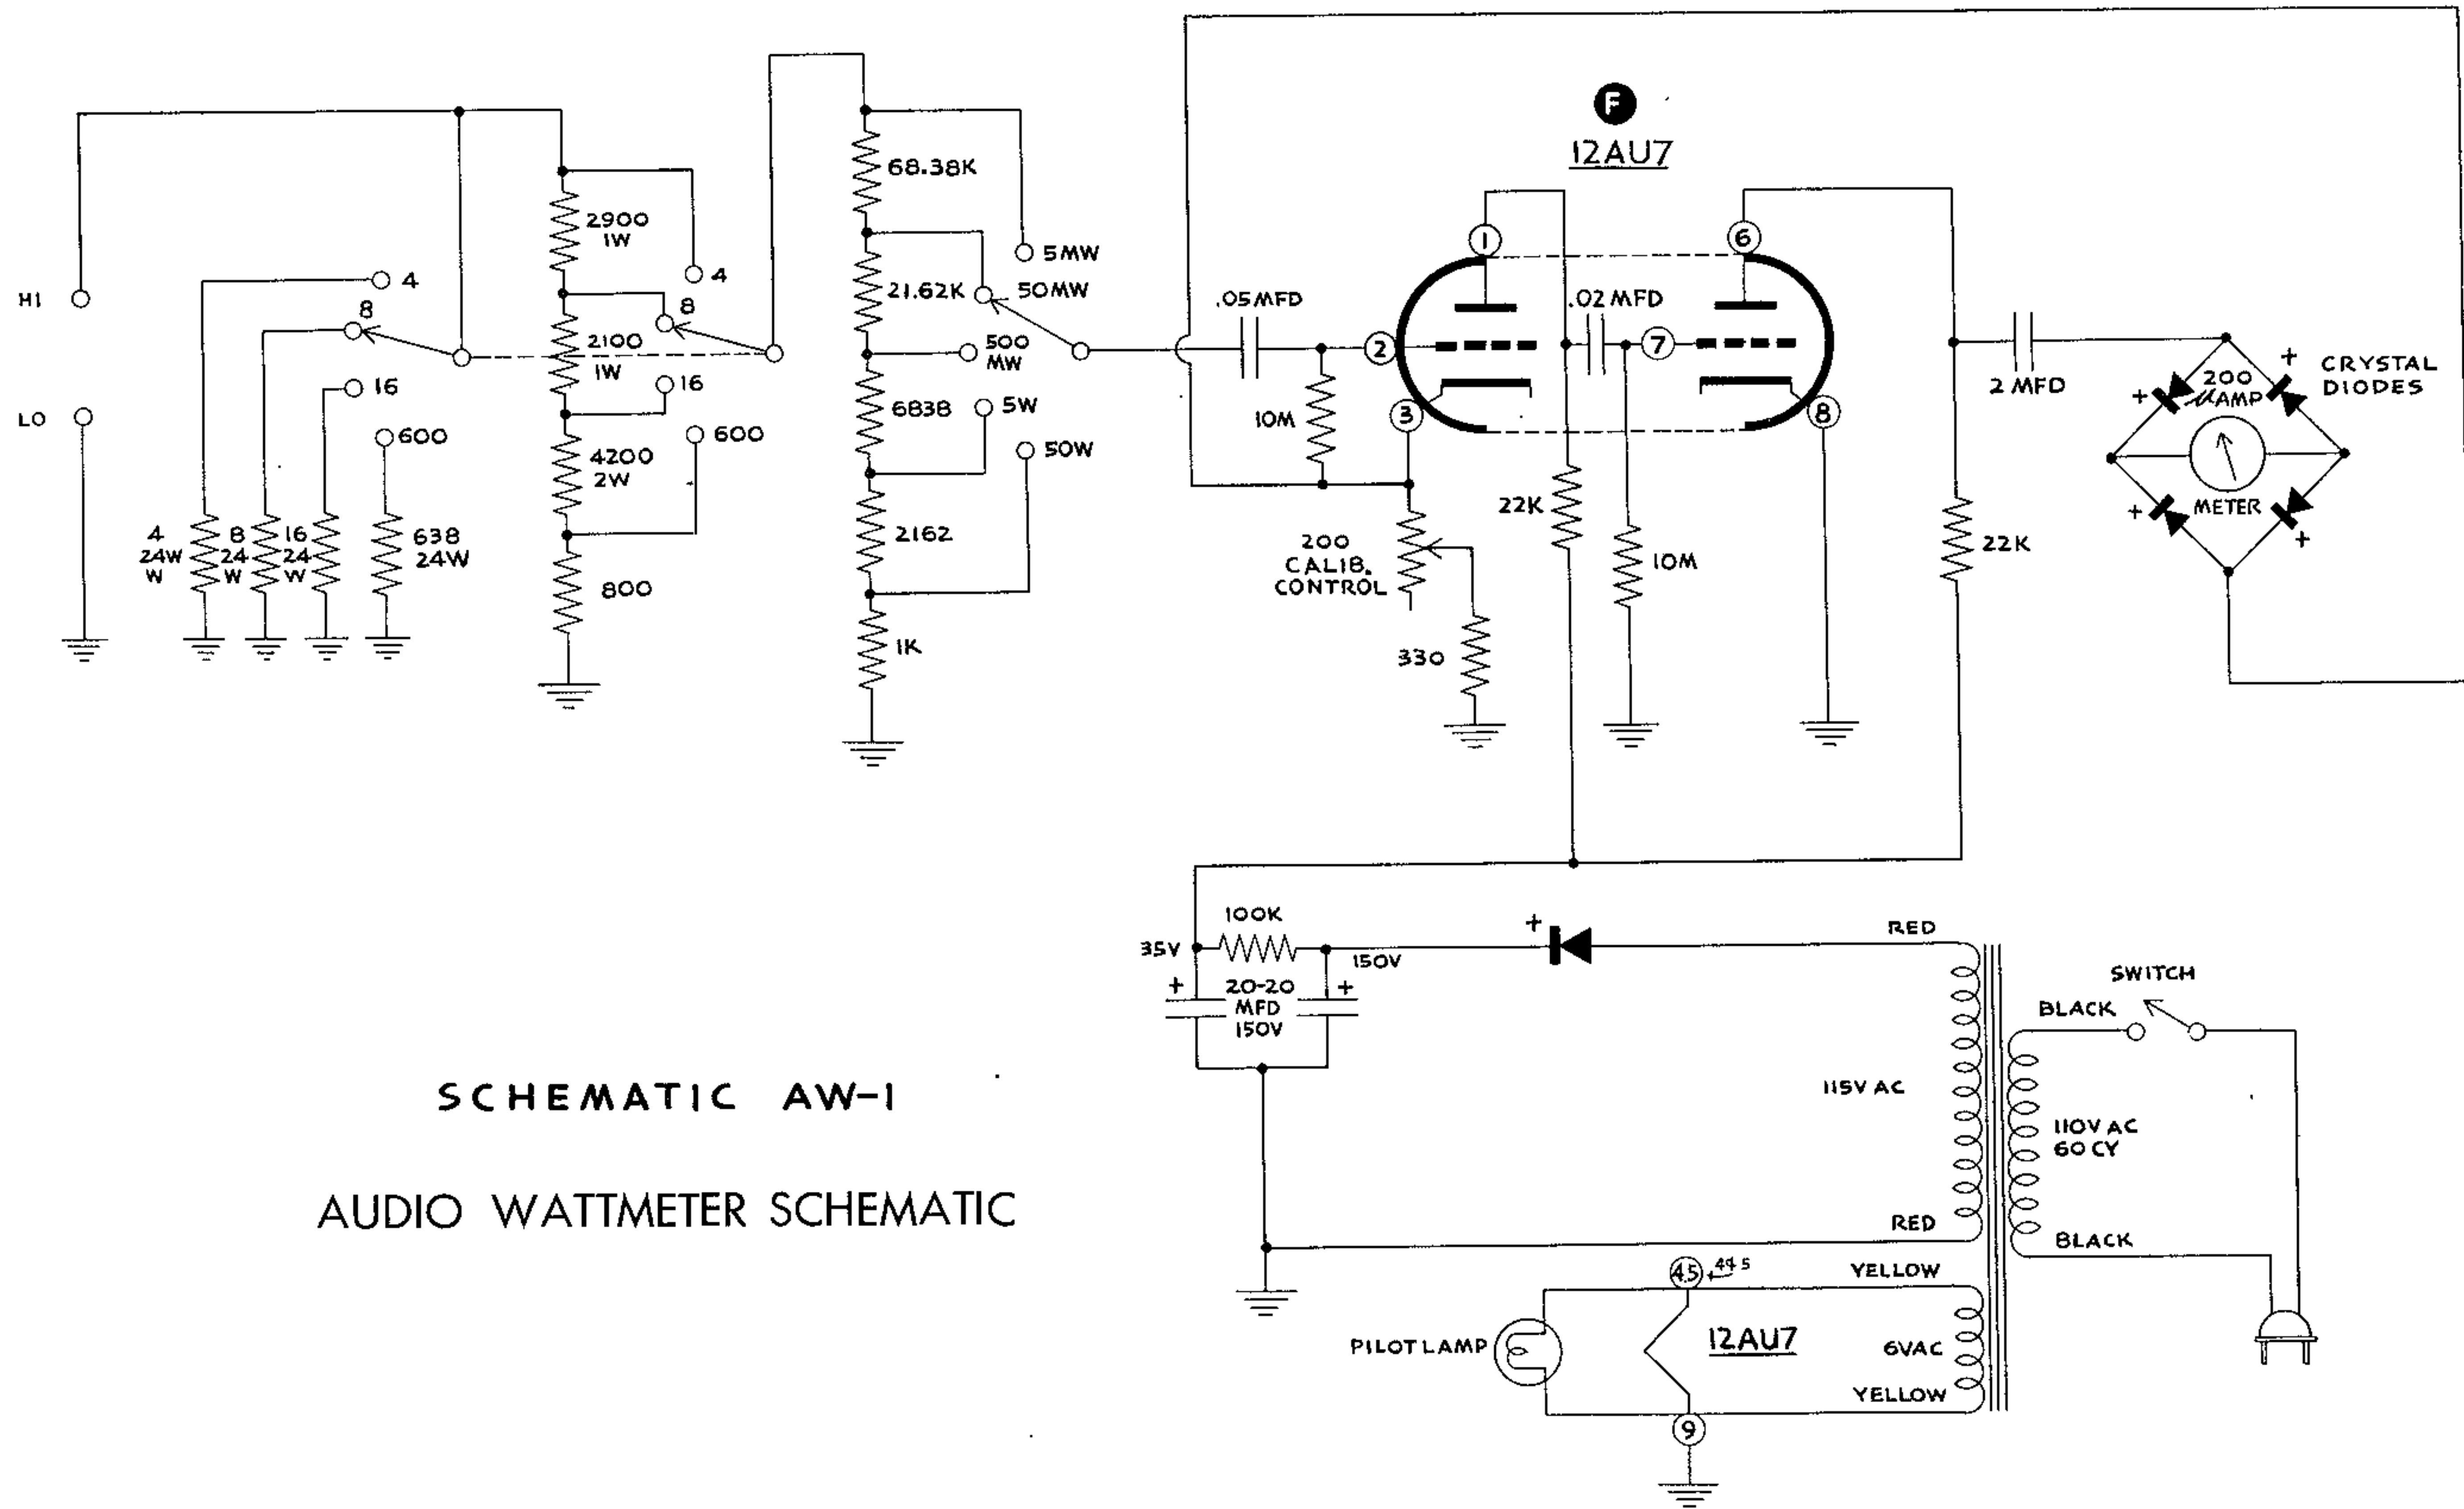 HI
LO
4
8
16
600
4
24W
W
8
24
W
16
24
W
638
24W
2900
1W
2100
1W
4200
2W
800
4
8
16
600
68.38K
21.62K
6838
2162
1K
5MW
50MW
500
MW
5W
50W
F
12AU7
.05MFD
10M
1
2
3
200
CALIB.
CONTROL
330
22K
.02 MFD
10M
6
7
8
22K
2 MFD
+
+
+
+
200
µAMP
METER
CRYSTAL
DIODES
35V
100K
150V
+
20-20
MFD
150V
+
+
RED
115V AC
RED
SWITCH
BLACK
110V AC
60 CY
BLACK
YELLOW
6VAC
YELLOW
45
12AU7
9
PILOT LAMP
SCHEMATIC AW-1
AUDIO WATTMETER SCHEMATIC